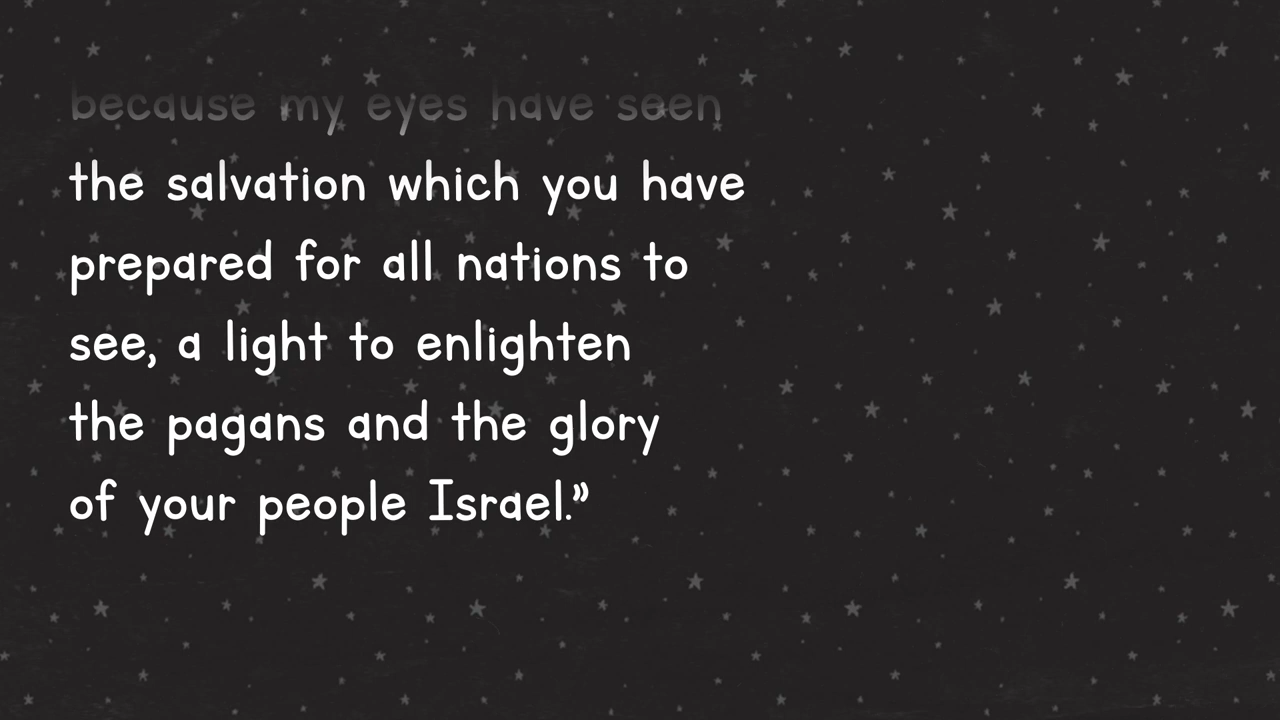 because my eyes have seen
the salvation which you have
prepared for all nations to
see, a light to enlighten
the pagans and the glory
of your people Israel.”